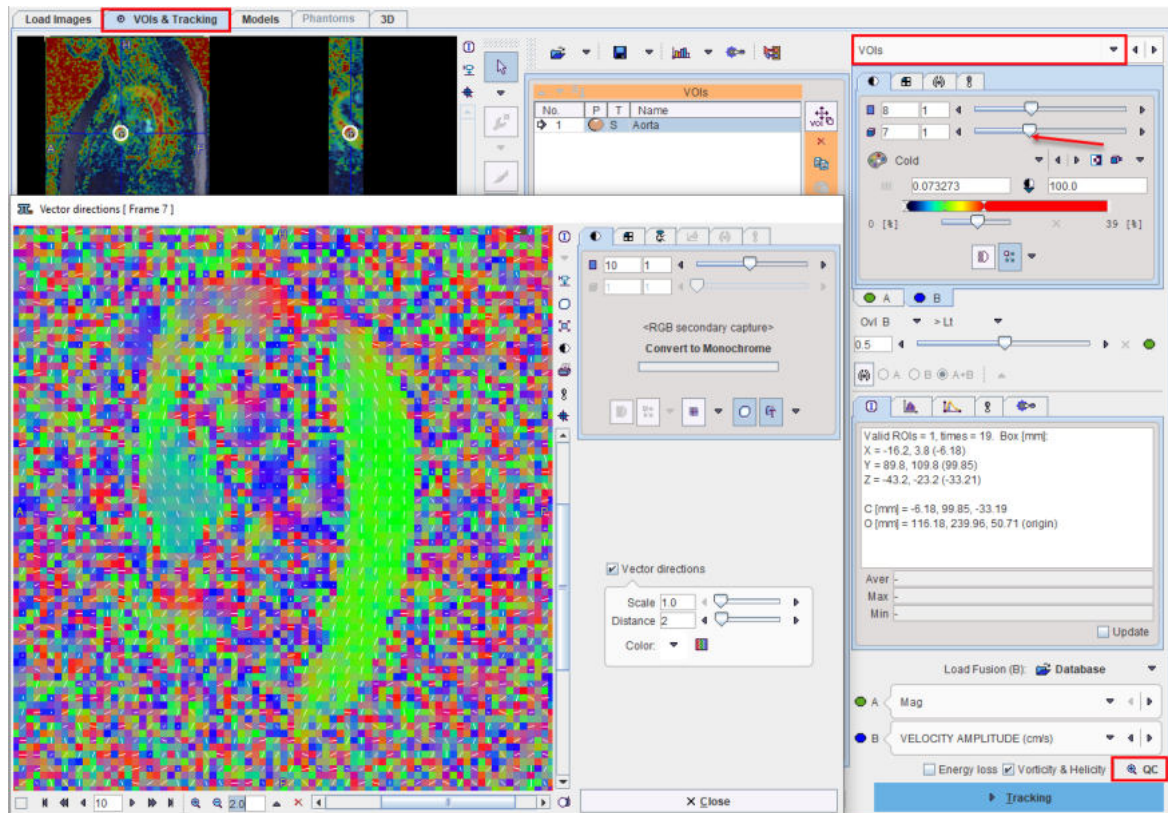 Load Images VOIs & Tracking Models Phantoms 3D
H
A
P
VOIs
No. P T Name
1 S Aorta
VOI
VOIs
8 1
7 1
Cold
0.073273 100.0
0 [%] 39 [%]
A B
Ovl B > Lt
0.5
A B A+B
Valid ROIs = 1, times = 19. Box [mm]:
X = -16.2, 3.8 (-6.18)
Y = 89.8, 109.8 (99.85)
Z = -43.2, -23.2 (-33.21)
C [mm] = -6.18, 99.85, -33.19
O [mm] = 116.18, 239.96, 50.71 (origin)
Aver -
Max -
Min -
Update
Load Fusion (B): Database
A Mag
B VELOCITY AMPLITUDE (cm/s)
Energy loss Vorticity & Helicity QC
Tracking
Vector directions [ Frame 7 ]
A
10 1
1 1
<RGB secondary capture>
Convert to Monochrome
Vector directions
Scale 1.0
Distance 2
Color:
10 2.0
Close